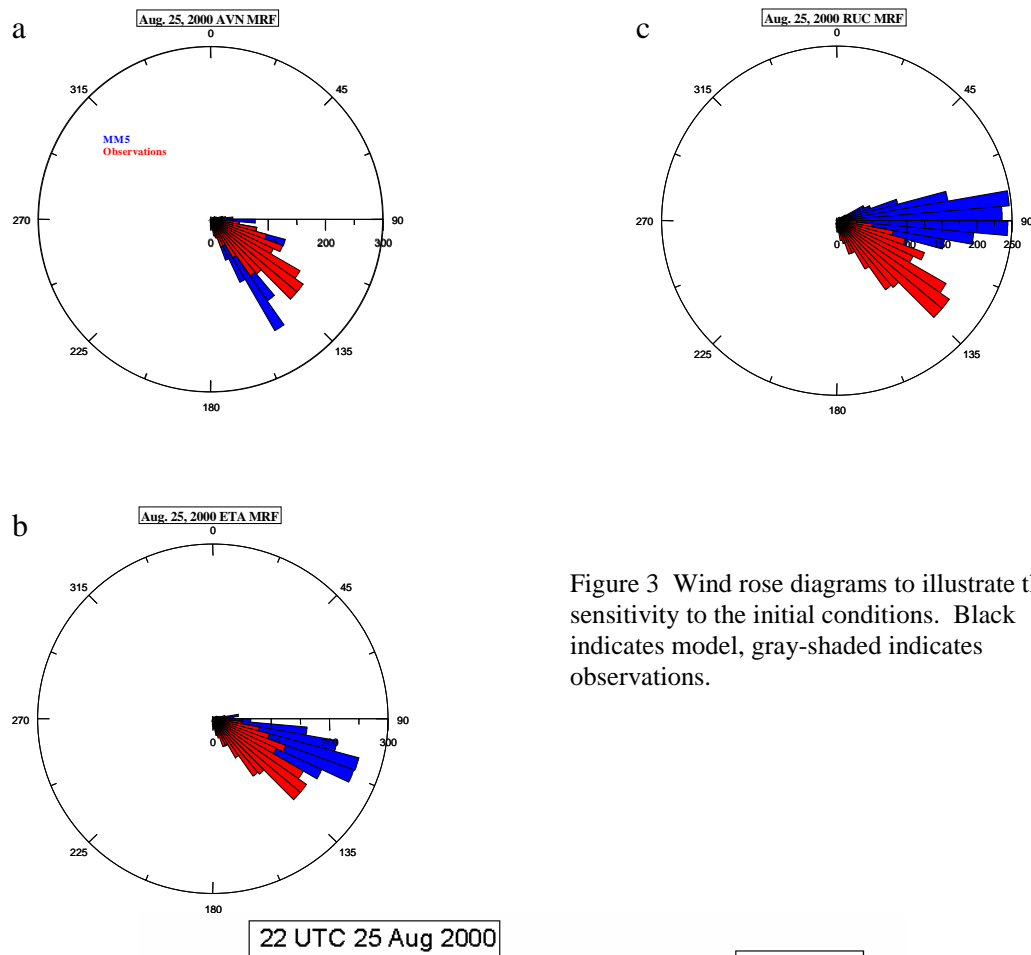 a
Aug. 25, 2000 AVN MRF
0
45
90
135
180
225
270
315
MM5
Observations
0
200
300
c
Aug. 25, 2000 RUC MRF
0
45
90
135
180
225
270
315
0
150
200
250
b
Aug. 25, 2000 ETA MRF
0
45
90
135
180
225
270
315
0
200
300
Figure 3 Wind rose diagrams to illustrate
sensitivity to the initial conditions. Black
indicates model, gray-shaded indicates
observations.
22 UTC 25 Aug 2000